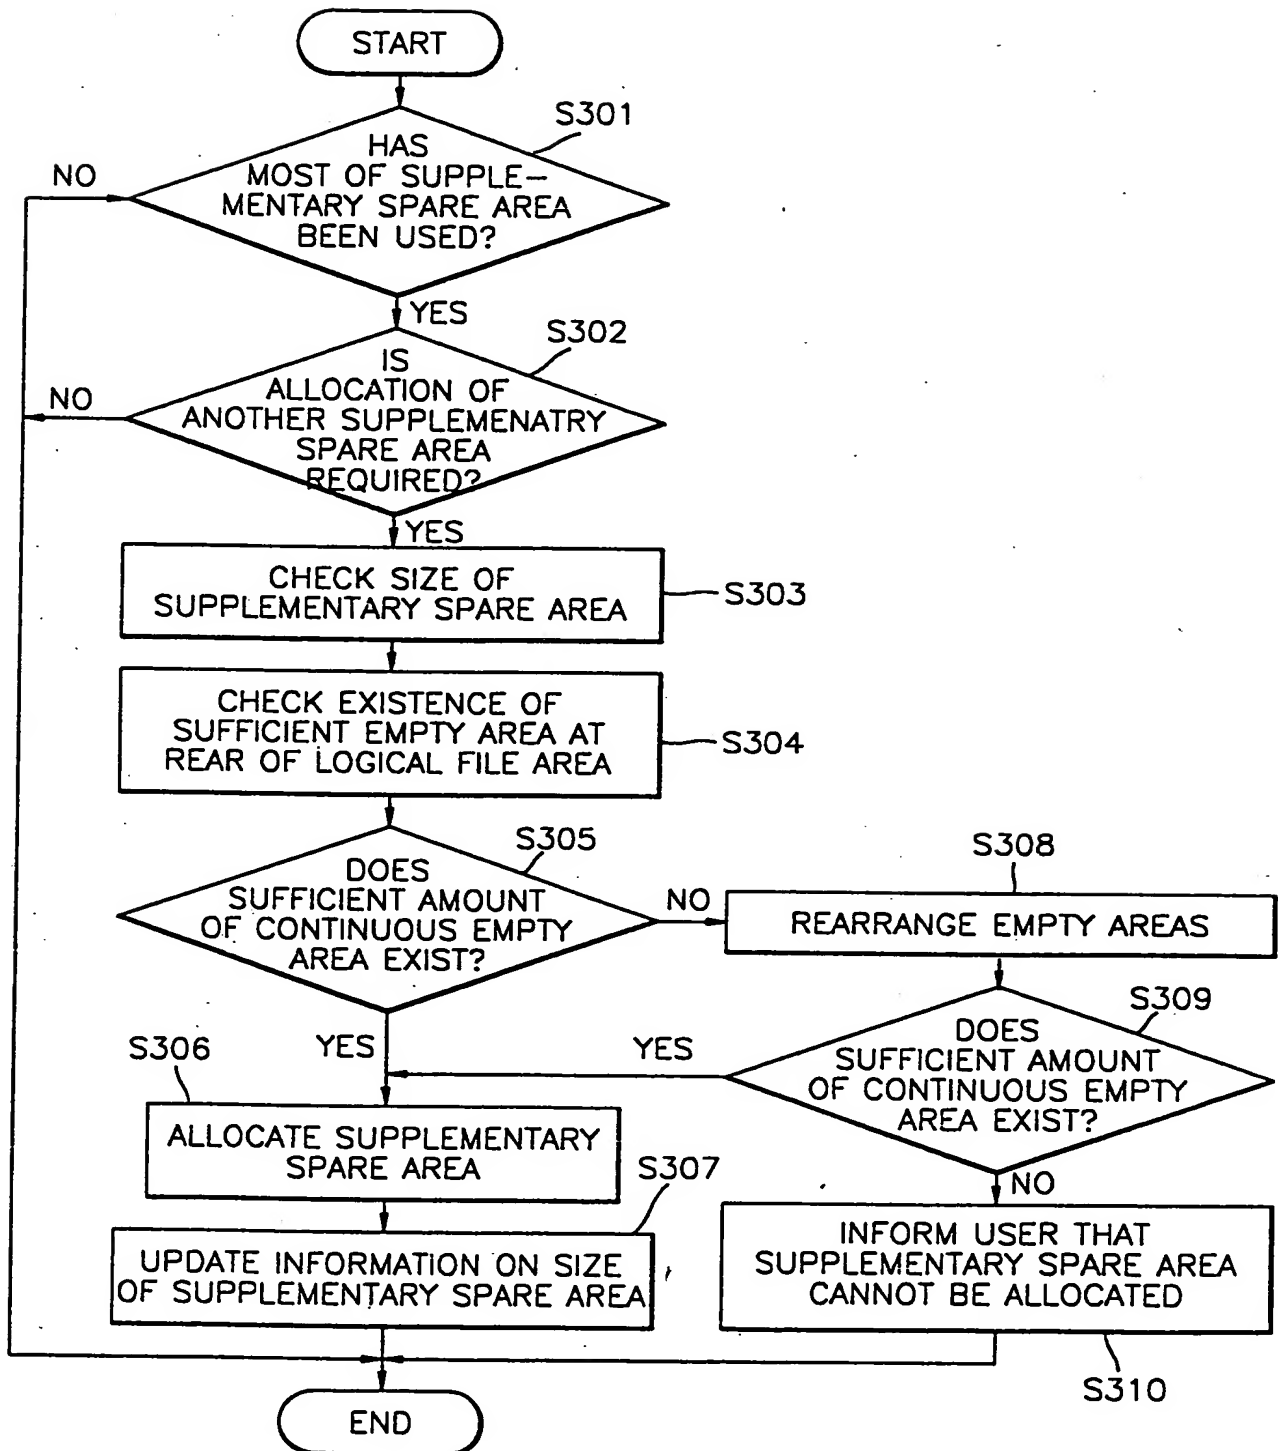 START
S301
HAS
MOST OF SUPPLE-
MENTARY SPARE AREA
BEEN USED?
NO
YES
S302
IS
ALLOCATION OF
ANOTHER SUPPLEMENATRY
SPARE AREA
REQUIRED?
NO
YES
CHECK SIZE OF
SUPPLEMENTARY SPARE AREA
S303
CHECK EXISTENCE OF
SUFFICIENT EMPTY AREA AT
REAR OF LOGICAL FILE AREA
S304
S305
DOES
SUFFICIENT AMOUNT
OF CONTINUOUS EMPTY
AREA EXIST?
NO
S308
REARRANGE EMPTY AREAS
YES
S309
DOES
SUFFICIENT AMOUNT
OF CONTINUOUS EMPTY
AREA EXIST?
YES
S306
ALLOCATE SUPPLEMENTARY
SPARE AREA
S307
UPDATE INFORMATION ON SIZE
OF SUPPLEMENTARY SPARE AREA
NO
INFORM USER THAT
SUPPLEMENTARY SPARE AREA
CANNOT BE ALLOCATED
S310
END